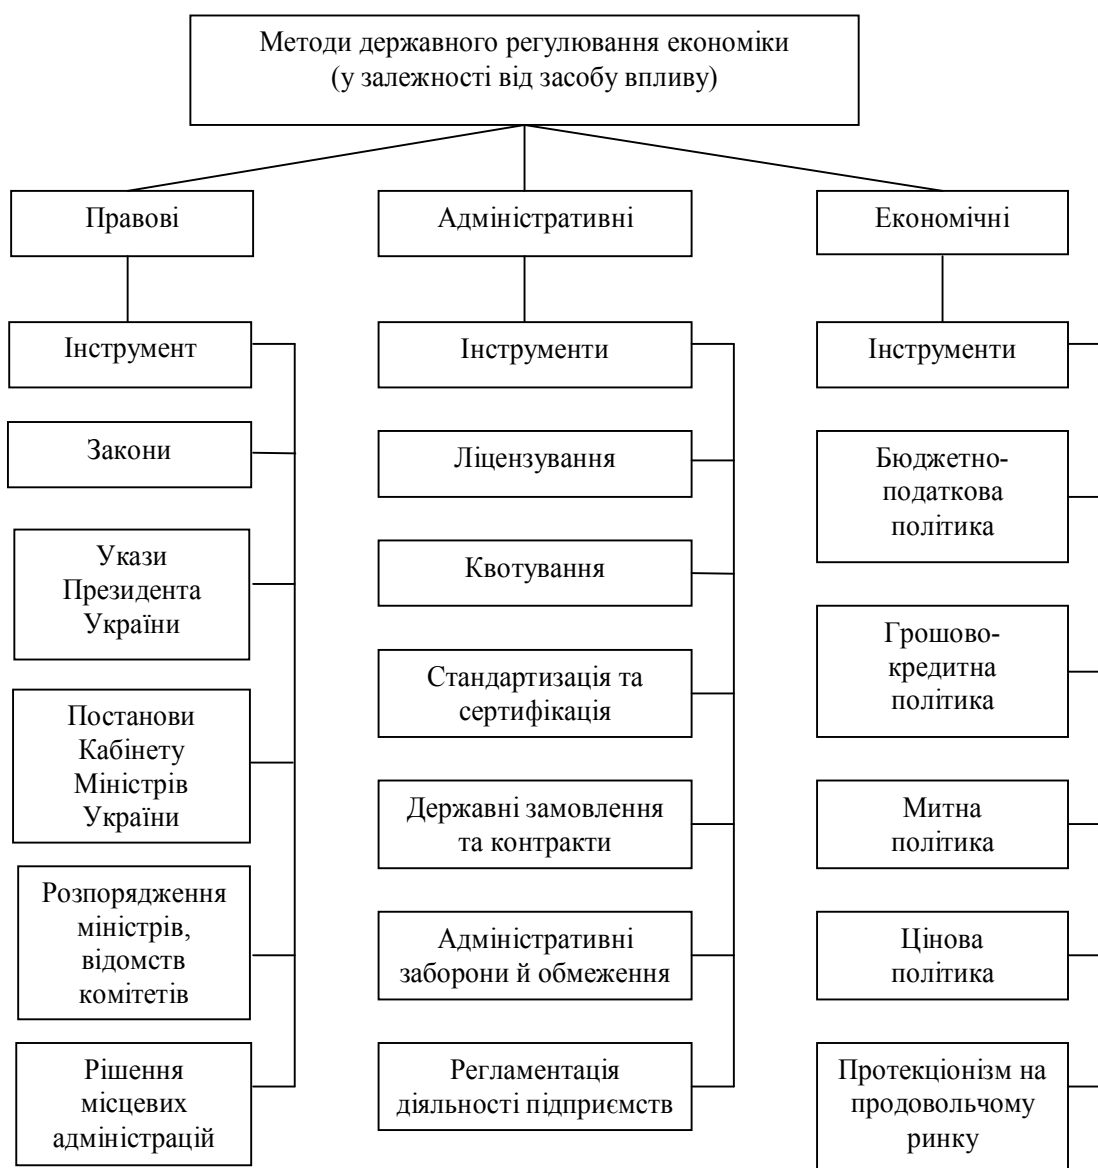 Методи державного регулювання економіки
(у залежності від засобу впливу)
Правові
Адміністративні
Економічні
Інструмент
Інструменти
Інструменти
Закони
Укази
Президента
України
Постанови
Кабінету
Міністрів
України
Розпорядження
міністрів,
відомств
комітетів
Рішення
місцевих
адміністрацій
Ліцензування
Квотування
Стандартизація та
сертифікація
Державні замовлення
та контракти
Адміністративні
заборони й обмеження
Регламентація
діяльності підприємств
Бюджетно-
податкова
політика
Грошово-
кредитна
політика
Митна
політика
Цінова
політика
Протекціонізм на
продовольчому
ринку